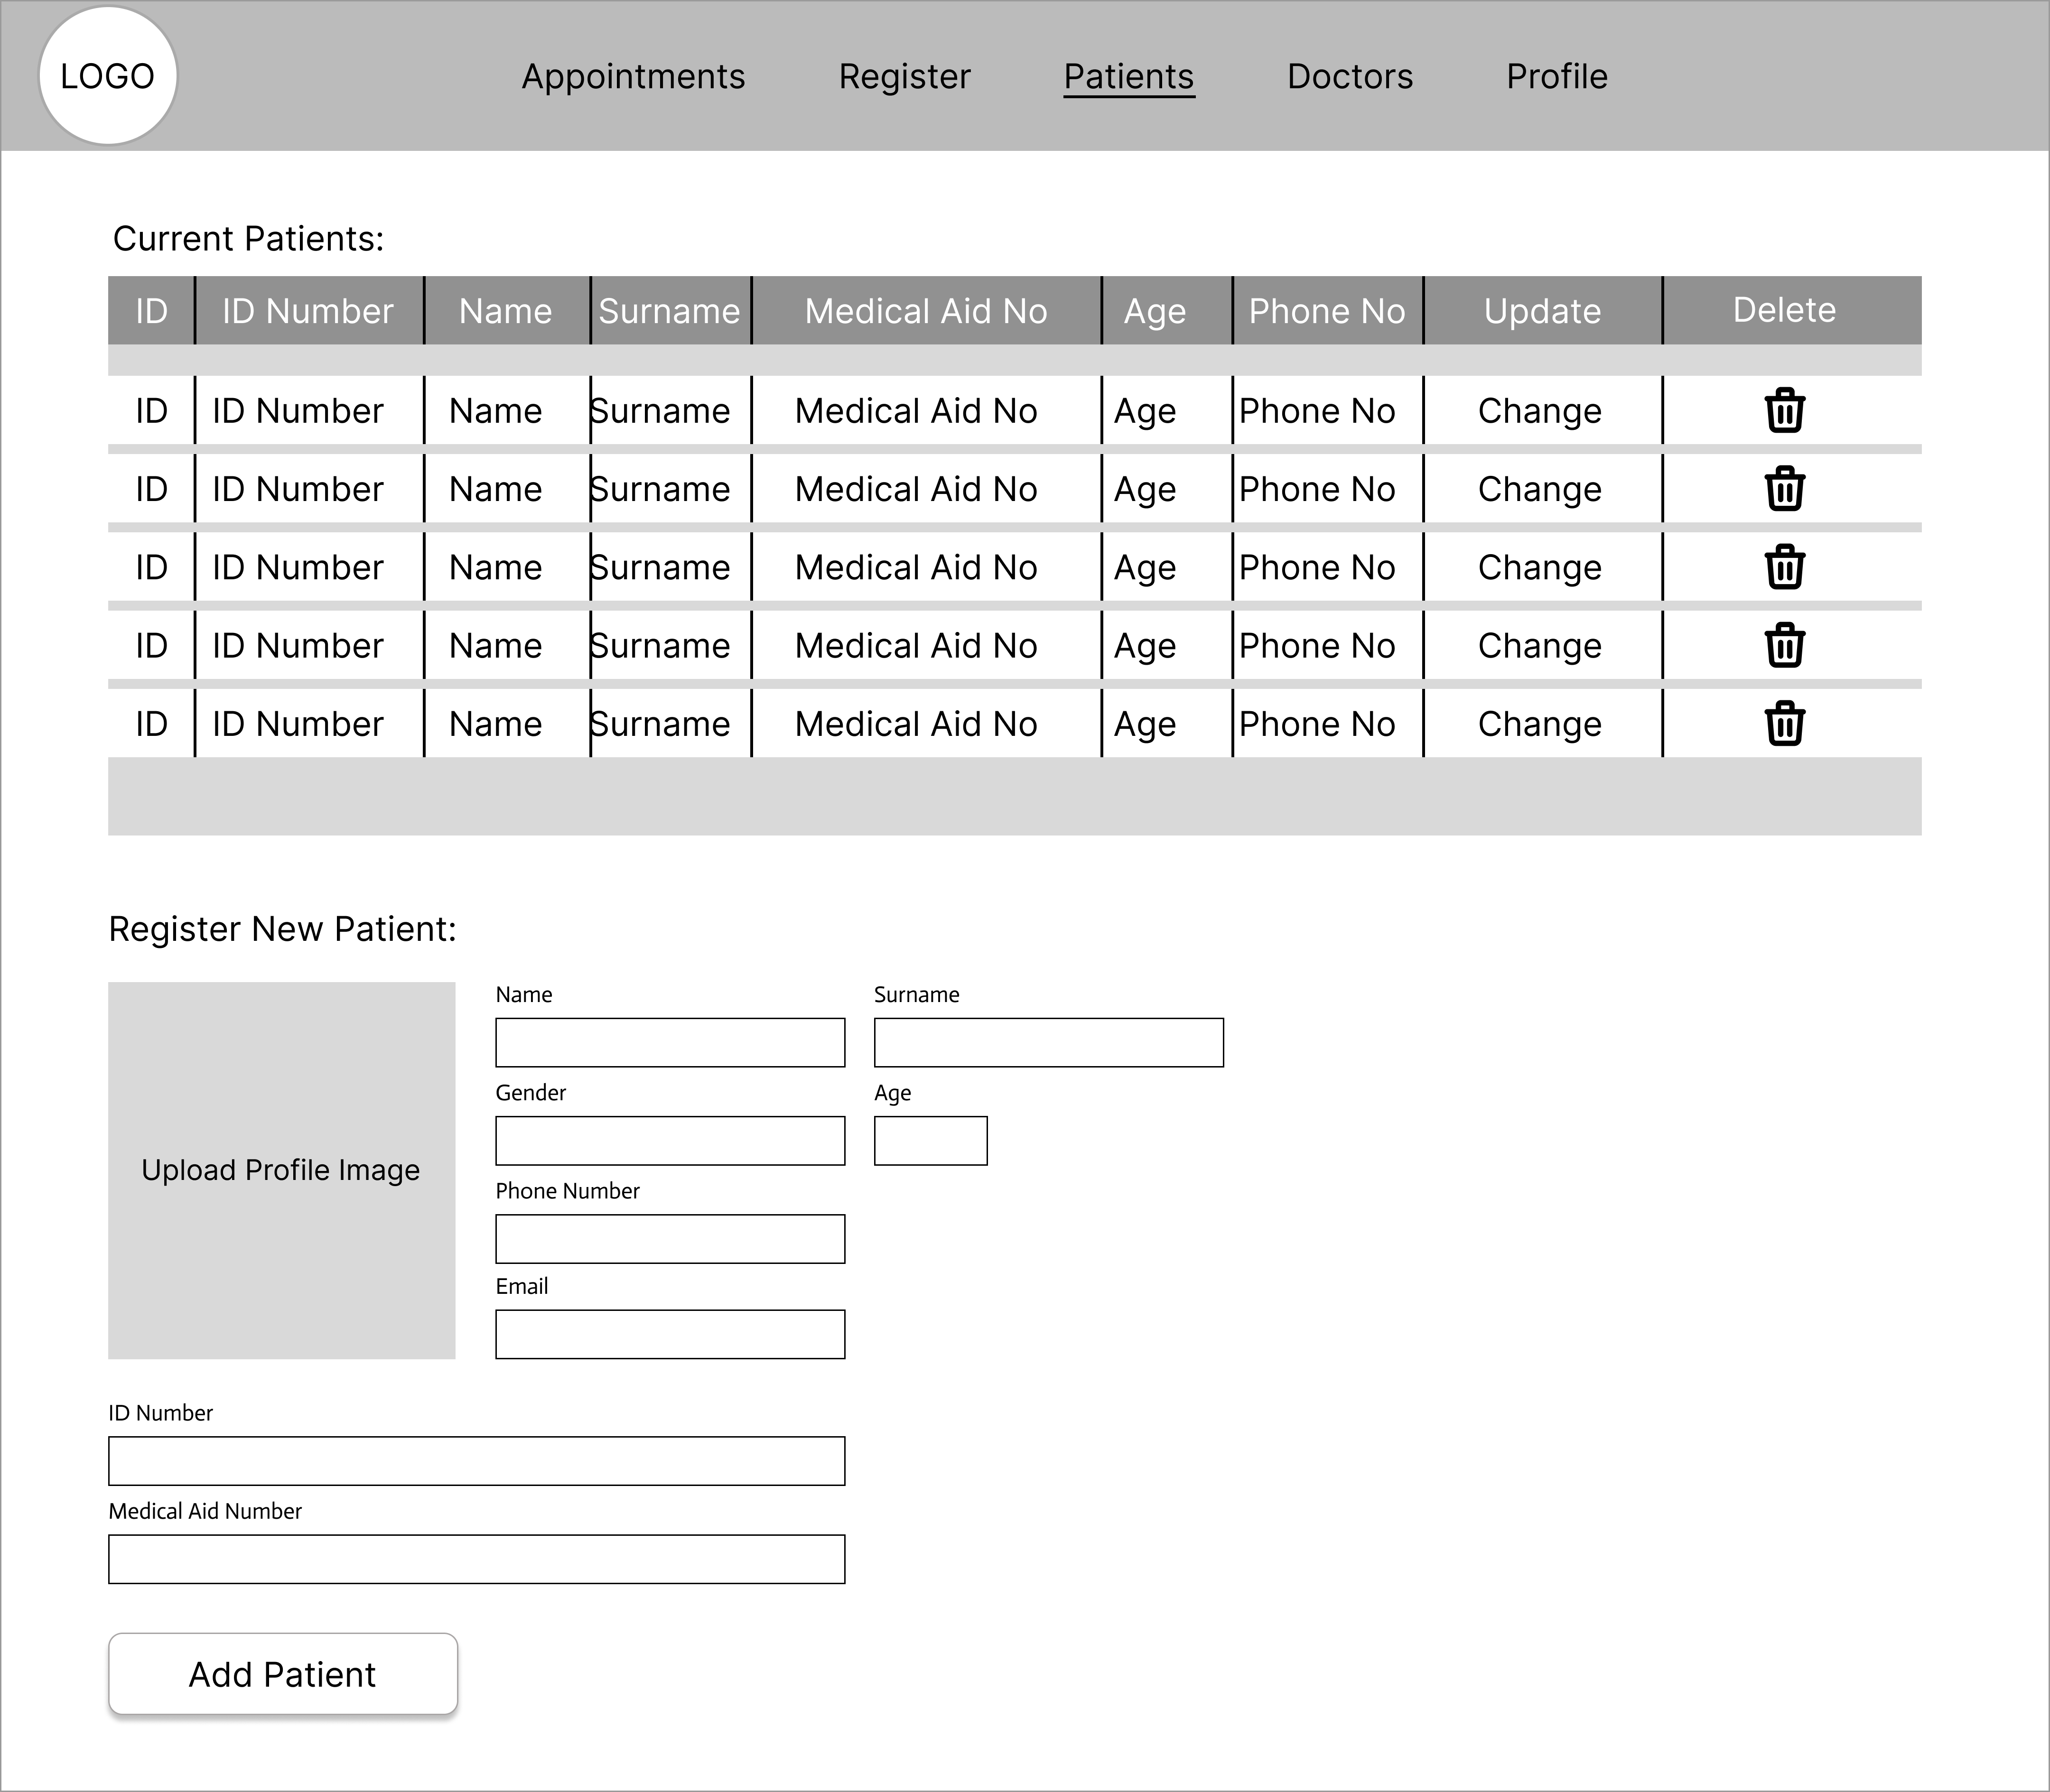 LOGO Appointments Register Patients Doctors Profile
Current Patients:
ID ID Number Name Surname Medical Aid No Age Phone No Update Delete
ID ID Number Name Surname Medical Aid No Age Phone No Change
ID ID Number Name Surname Medical Aid No Age Phone No Change
ID ID Number Name Surname Medical Aid No Age Phone No Change
ID ID Number Name Surname Medical Aid No Age Phone No Change
ID ID Number Name Surname Medical Aid No Age Phone No Change
Register New Patient:
Upload Profile Image
Name Surname
Gender Age
Phone Number
Email
ID Number
Medical Aid Number
Add Patient